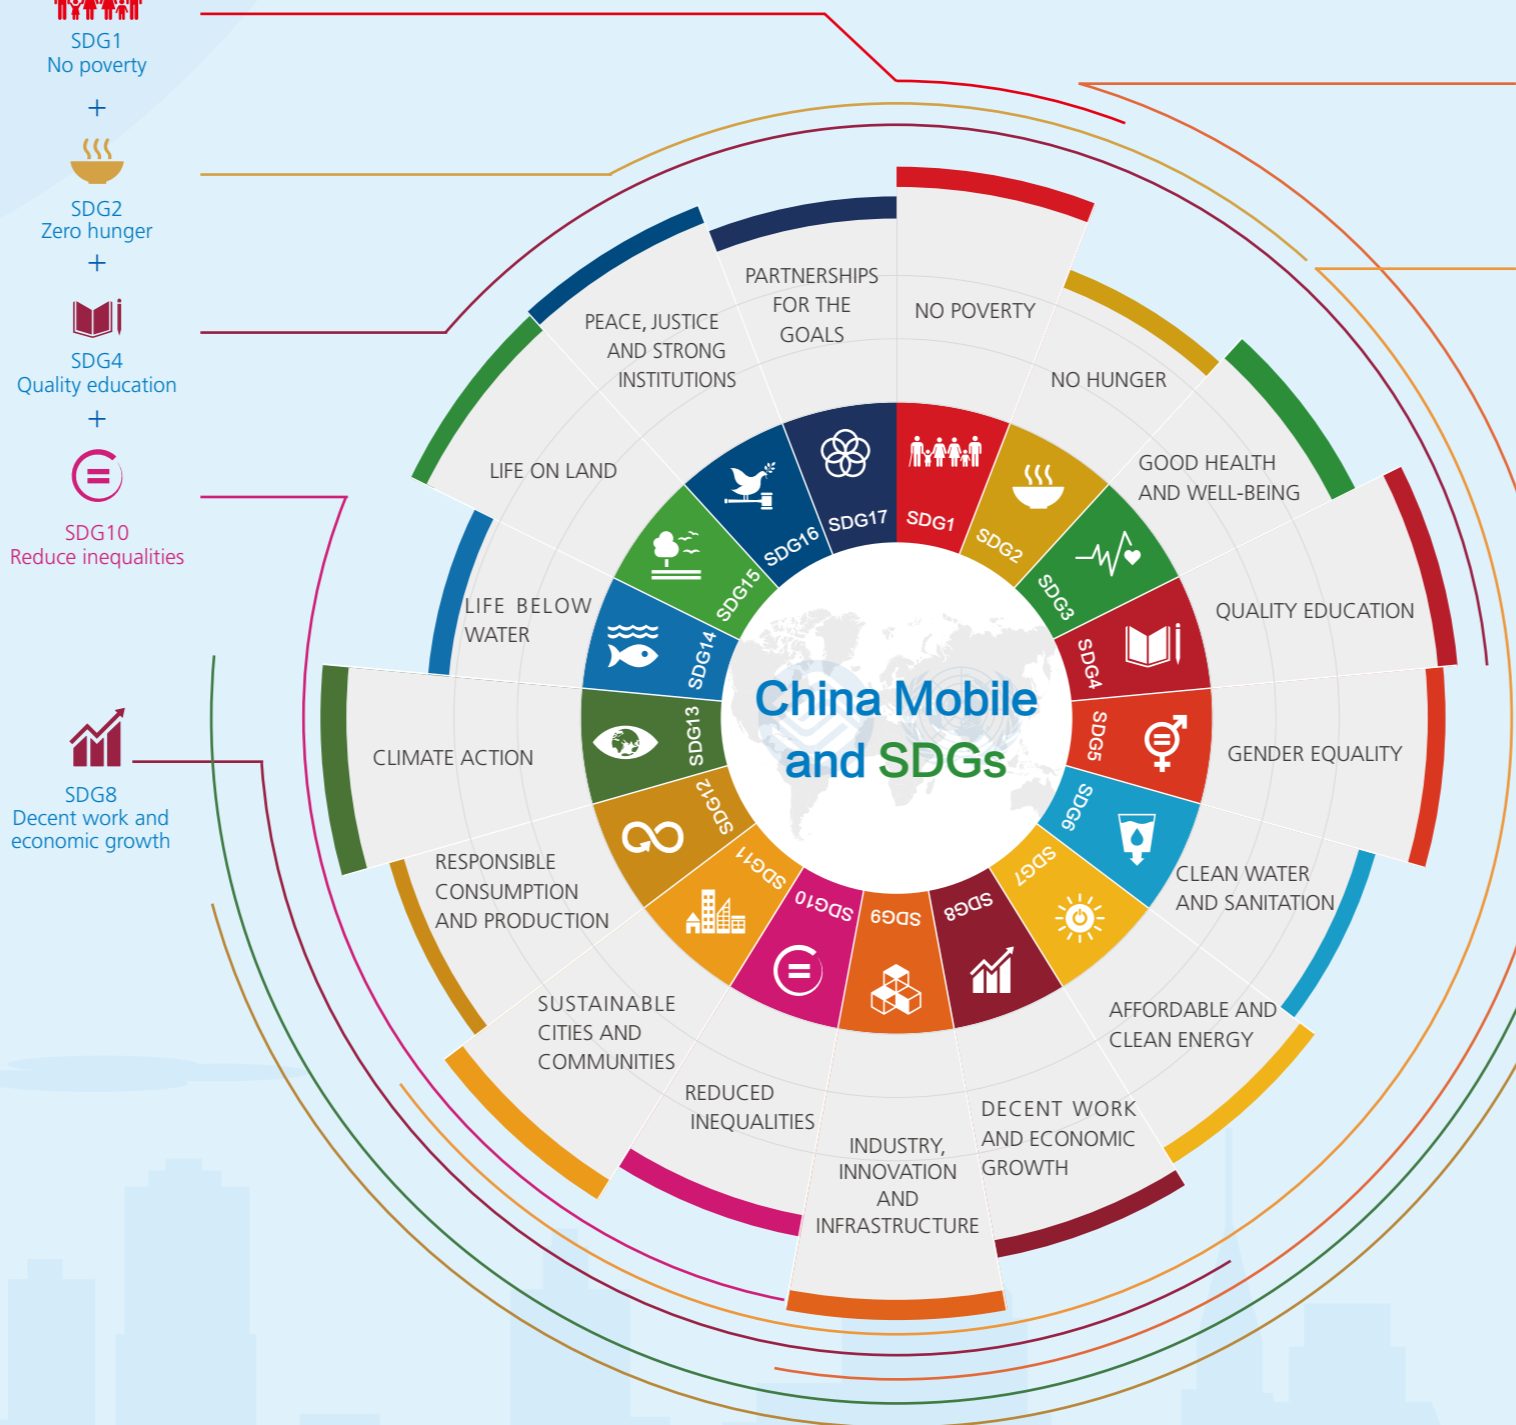 SDG1
No poverty
+
SDG2
Zero hunger
+
SDG4
Quality education
+
SDG10
Reduce inequalities
SDG8
Decent work and
economic growth
NO POVERTY
NO HUNGER
GOOD HEALTH
AND WELL-BEING
QUALITY EDUCATION
GENDER EQUALITY
CLEAN WATER
AND SANITATION
AFFORDABLE AND
CLEAN ENERGY
DECENT WORK
AND ECONOMIC
GROWTH
INDUSTRY,
INNOVATION
AND
INFRASTRUCTURE
REDUCED
INEQUALITIES
SUSTAINABLE
CITIES AND
COMMUNITIES
RESPONSIBLE
CONSUMPTION
AND PRODUCTION
CLIMATE ACTION
LIFE BELOW
WATER
LIFE ON LAND
PEACE, JUSTICE
AND STRONG
INSTITUTIONS
PARTNERSHIPS
FOR THE
GOALS
SDG1
SDG2
SDG3
SDG4
SDG5
SDG6
SDG7
SDG8
SDG9
SDG10
SDG11
SDG12
SDG13
SDG14
SDG15
SDG16
SDG17
China Mobile
and SDGs